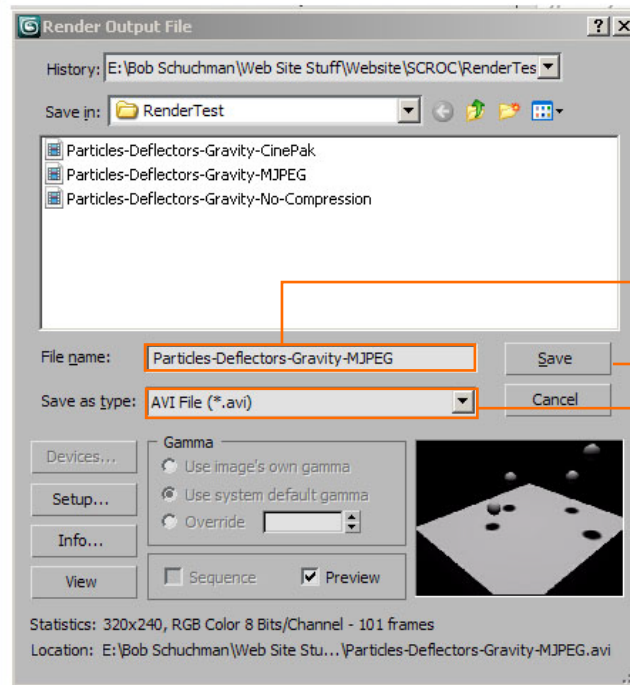 Render Output File
History: E:\Bob Schuchman\Web Site Stuff\Website\SCROC\RenderTes
Save in: RenderTest
Particles-Deflectors-Gravity-CinePak
Particles-Deflectors-Gravity-MJPEG
Particles-Deflectors-Gravity-No-Compression
File name: Particles-Deflectors-Gravity-MJPEG Save
Save as type: AVI File (*.avi) Cancel
Devices...
Setup...
Info...
View
Gamma
Use image's own gamma
Use system default gamma
Override
Sequence Preview
Statistics: 320x240, RGB Color 8 Bits/Channel - 101 frames
Location: E:\Bob Schuchman\Web Site Stu...\Particles-Deflectors-Gravity-MJPEG.avi